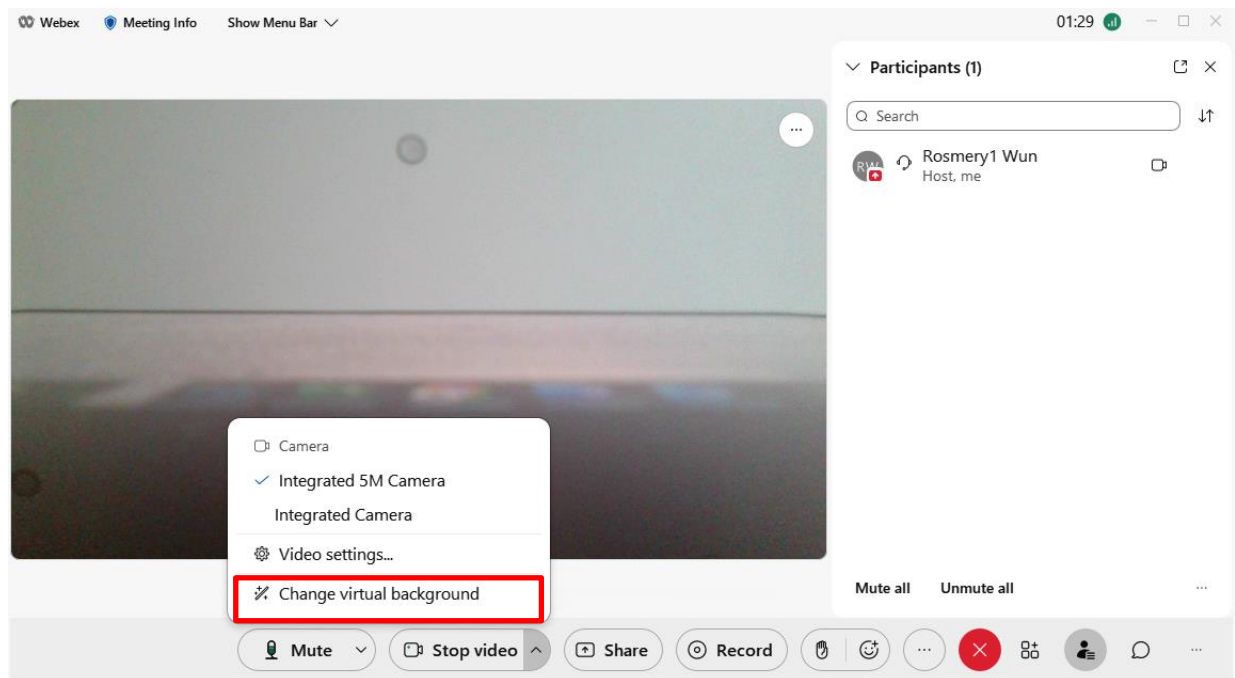 Webex Meeting Info Show Menu Bar 01:29
Participants (1)
Search
RW Rosmery1 Wun
Host, me
Camera
Integrated 5M Camera
Integrated Camera
Video settings...
Change virtual background
Mute all Unmute all ...
Mute Stop video Share Record